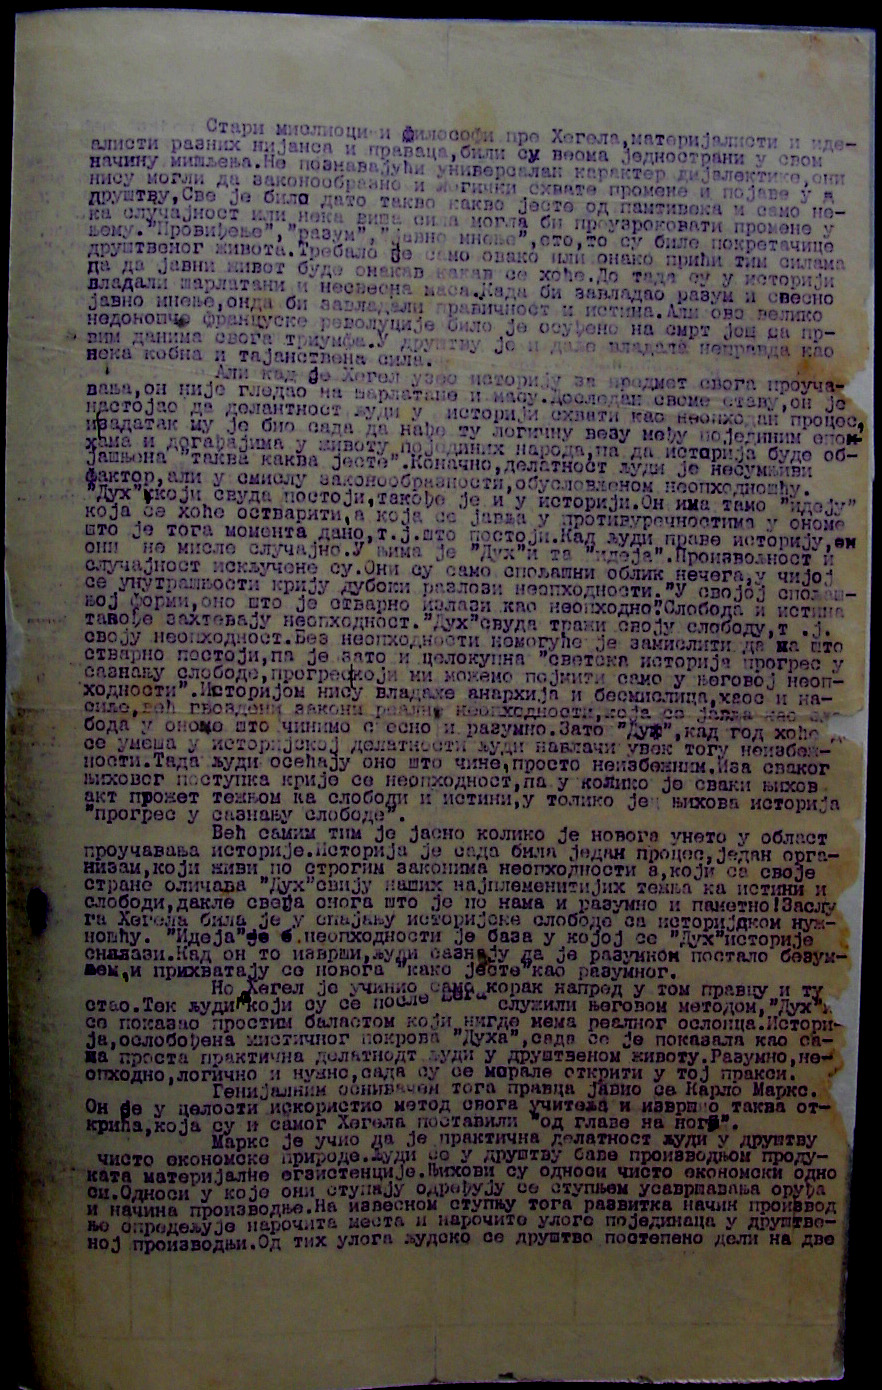 Стари мислиоци и философи пре Хегела,материјалисти и иде-
алисти разних нијанса и праваца,били су веома једнострани у свом
начину мишљења.Не познавајући универсалан карактер дијалектике,они
нису могли да законообразно и логички схвате промене и појаве у
друштву,Све је било дато такво какво јесте од памтивека и само не-
ка случајност или нека виша сила могла би проузроковати промене у
њему."Провиђење","разум","јавно мнење",сто,то су биле покретачице
друштвеног живота.Требало је само овако или онако прићи тим силама
да да јавни живот буде онакав какав се хоће.До тада су у историји
владали шарлатани и несвесна маса.Када би завладао разум и свесно
јавно мнење,онда би завладали правичност и истина.Али ово велико
недоношче француске револуције било је осуђено на смрт још на пр-
вим данима свога триумфа.У друштву је и даље владала неправда као
нека кобна и тајанствена сила.
Али кад је Хегел узео историју за предмет свога проуча-
вања,он није гледао на шарлатане и масу.Доследан своме ставу,он је
настојао да делантност људи у историји схвати као неопходан процес,
изадатак му је био сада да нађе ту логичну везу међу појединим епо-
хама и догађајима у животу појединих народа,па да историја буде об-
јашњена "таква каква јесте".Коначно,делатност људи је несумњиви
фактор,али у смислу законообразности,обусловљеном неопходношћу.
"Дух",који свуда постоји,такође је и у историји.Он има тамо "идеју"
која се хоће остварити,а која се јавља у противуречностима у ономе
што је тога момента дано,т.ј.што постоји.Кад људи праве историју,
они не мисле случајно.У њима је "Дух"и та "идеја".Произвољност и
случајност искључене су.Они су само спољашни облик нечега,у чијој
се унутрашњости крију дубоки разлози неопходности."У својој спољаш-
њој форми,оно што је стварно излази као неопходно".Слобода и истина
такође захтевају неопходност."Дух"свуда тражи своју слободу,т .ј.
своју неопходност.Без неопходности немогуће је замислити да ма што
стварно постоји,па је зато и целокупна "светска историја прогрес у
сазнању слободе,прогрес који ми можемо појмити само у његовој неоп-
ходности".Историјом нису владале анархија и бесмислица,хаос и на-
сиље,већ гвоздени закони реалне неопходности,која се јавља као сло-
бода у ономе што чинимо свесно и разумно.Зато "Дух",кад год хоће да
се умеша у историјској делатности људи навлачи увек тогу неизбеж-
ности.Тада људи осећају оно што чине,просто неизбежним.Иза сваког
њиховог поступка крије се неопходност,па у колико је сваки њихов
акт прожет тежњом ка слободи и истини,у толико је њихова историја
"прогрес у сазнању слободе".
Већ самим тим је јасно колико је новога унето у област
проучавања историје.Историја је сада била један процес,један орга-
низам,који живи по строгим законима неопходности а,који са своје
стране оличава "Дух"свију наших најплеменитијих тежња ка истини и
слободи,дакле свега онога што је по нама и разумно и паметно!Заслу
га Хегела била је у спајању историјске слободе са историјдком нуж-
ношћу. "Идеја"је неопходности је база у којој се "Дух"историје
сналази.Кад он то изврши,људи сазнају да је разумном постало безум-
љем,и прихватају се новога "како јесте"као разумног.
Но Хегел је учинио само корак напред у том правцу и ту
стао.Тек људи који су се после њега служили његовом методом,"Дух"
се показао простим баластом који нигде нема реалног ослонца.Истори-
ја,ослобођена мистичног покрова "Духа",сада се је показала као са-
ма проста практична делатнодт људи у друштвеном животу.Разумно,не-
опходно,логично и нужно,сада су се морале открити у тој пракси.
Генијалним оснивачем тога правца јавио се Карло Маркс.
Он је у целости искористио метод свога учитеља и извршио таква от-
крића,која су и самог Хегела поставили "од главе на ноге".
Маркс је учио да је практична делатност људи у друштву
чисто економске природе.Људи се у друштву баве производњом проду-
ката материјалне егзистенције.Њихови су односи чисто економски одно
си.Односи у које они ступају одређују се ступњем усавршавања оруђа
и начина производње.На извесном ступњу тога развитка начин производ
ње опредељује нарочита места и нарочите улоге појединаца у друштве-
ној производњи.Од тих улога људско се друштво постепено дели на две